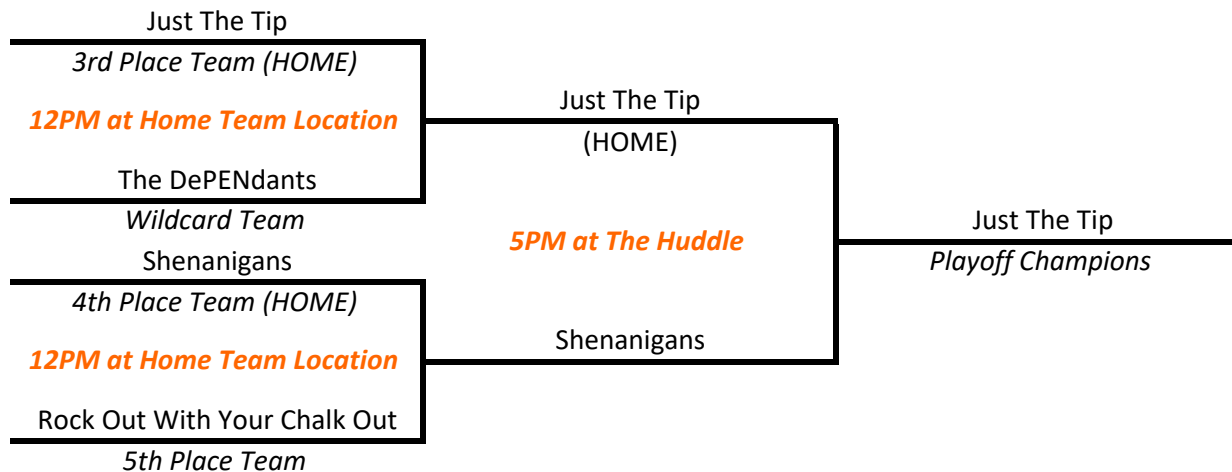 Just The Tip
3rd Place Team (HOME)
12PM at Home Team Location
The DePENdants
Wildcard Team
Shenanigans
4th Place Team (HOME)
12PM at Home Team Location
Rock Out With Your Chalk Out
5th Place Team
Just The Tip
(HOME)
5PM at The Huddle
Shenanigans
Just The Tip
Playoff Champions